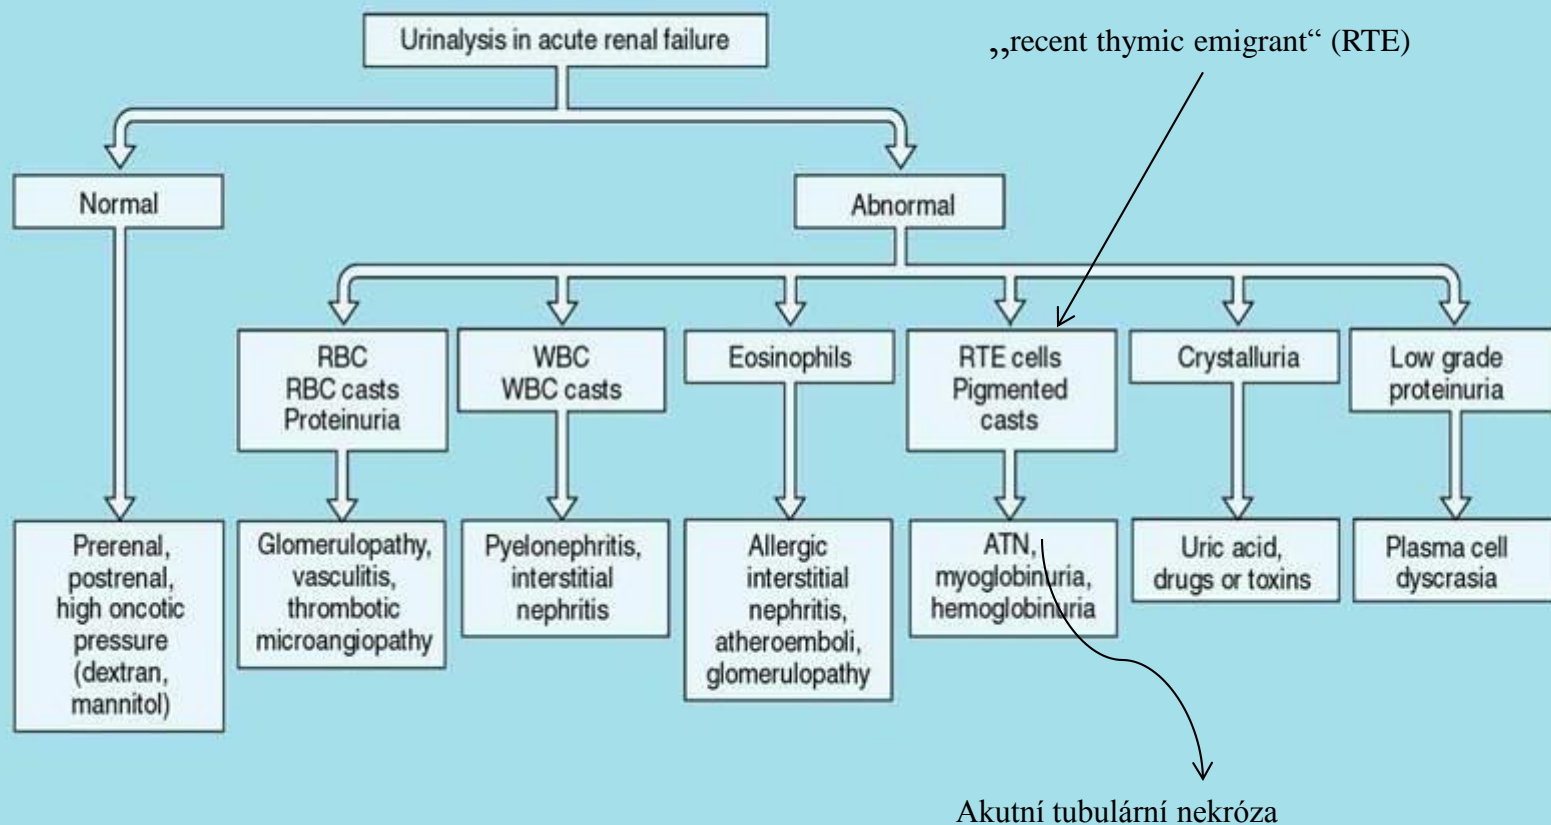 Urinalysis in acute renal failure
„recent thymic emigrant“ (RTE)
Normal
Abnormal
RBC
RBC casts
Proteinuria
WBC
WBC casts
Eosinophils
RTE cells
Pigmented
casts
Crystalluria
Low grade
proteinuria
Prerenal,
postrenal,
high oncotic
pressure
(dextran,
mannitol)
Glomerulopathy,
vasculitis,
thrombotic
microangiopathy
Pyelonephritis,
interstitial
nephritis
Allergic
interstitial
nephritis,
atheroemboli,
glomerulopathy
ATN,
myoglobinuria,
hemoglobinuria
Uric acid,
drugs or toxins
Plasma cell
dyscrasia
Akutní tubulární nekróza